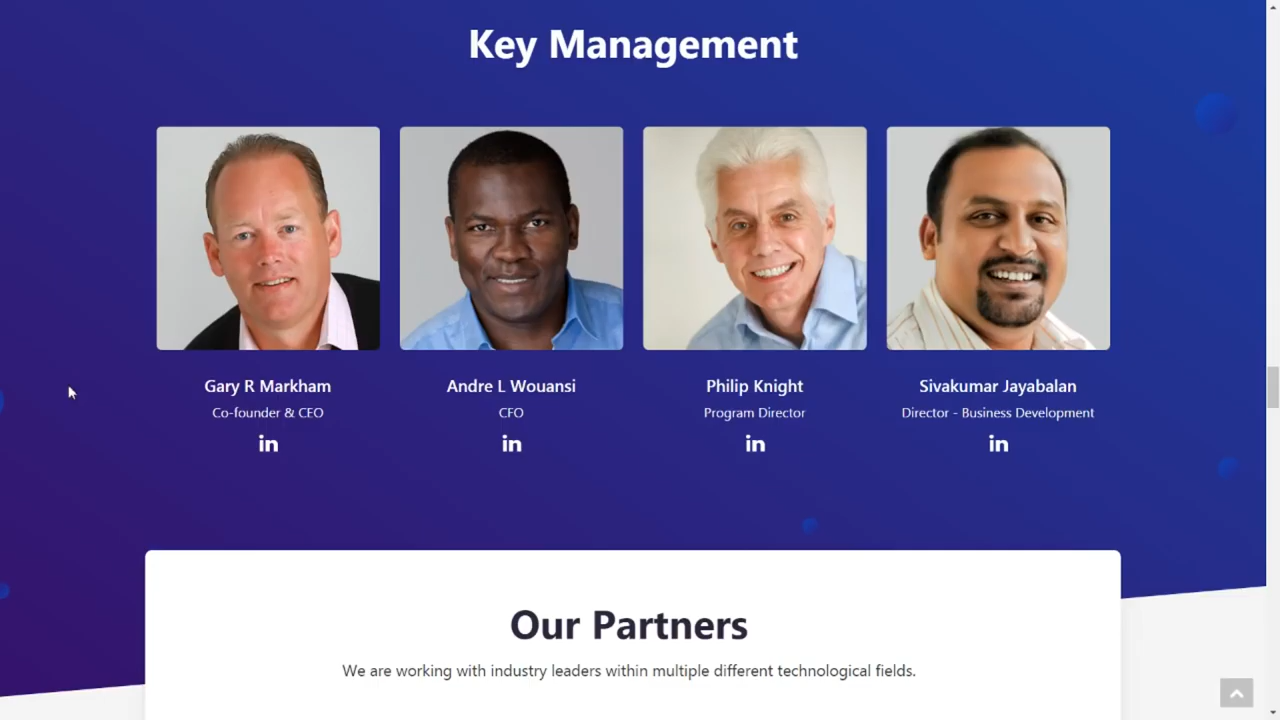 Key Management
Gary R Markham
Co-founder & CEO
in
Andre L Wouansi
CFO
in
Philip Knight
Program Director
in
Sivakumar Jayabalan
Director - Business Development
in
Our Partners
We are working with industry leaders within multiple different technological fields.